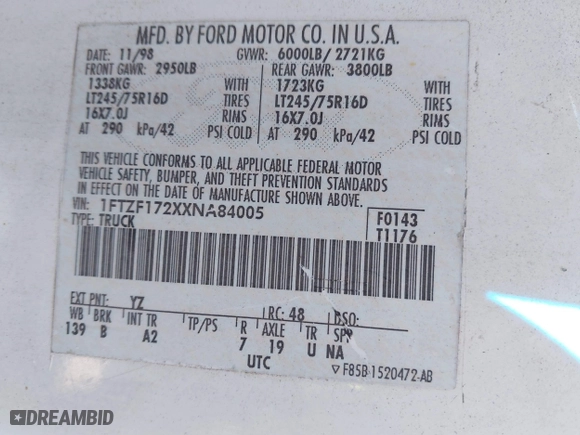 MFD. BY FORD MOTOR CO. IN U.S.A.
DATE: 11/98 GVWR: 6000LB/ 2721KG
FRONT GAWR: 2950LB REAR GAWR: 3800LB
1338KG WITH 1723KG WITH
LT245/75R16D TIRES LT245/75R16D TIRES
16X7.0J RIMS 16X7.0J RIMS
AT 290 kPa/42 PSI COLD AT 290 kPa/42 PSI COLD
THIS VEHICLE CONFORMS TO ALL APPLICABLE FEDERAL MOTOR
VEHICLE SAFETY, BUMPER, AND THEFT PREVENTION STANDARDS
IN EFFECT ON THE DATE OF MANUFACTURE SHOWN ABOVE.
VIN: 1FTZF172XXNA84005 F0143
TYPE: TRUCK T1176
EXT PNT: YZ RC: 48 DSO:
WB BRK INT TR TP/PS R AXLE TR SPR
139 B A2 7 19 U NA
UTC
F85B-1520472-AB
DREAMBID